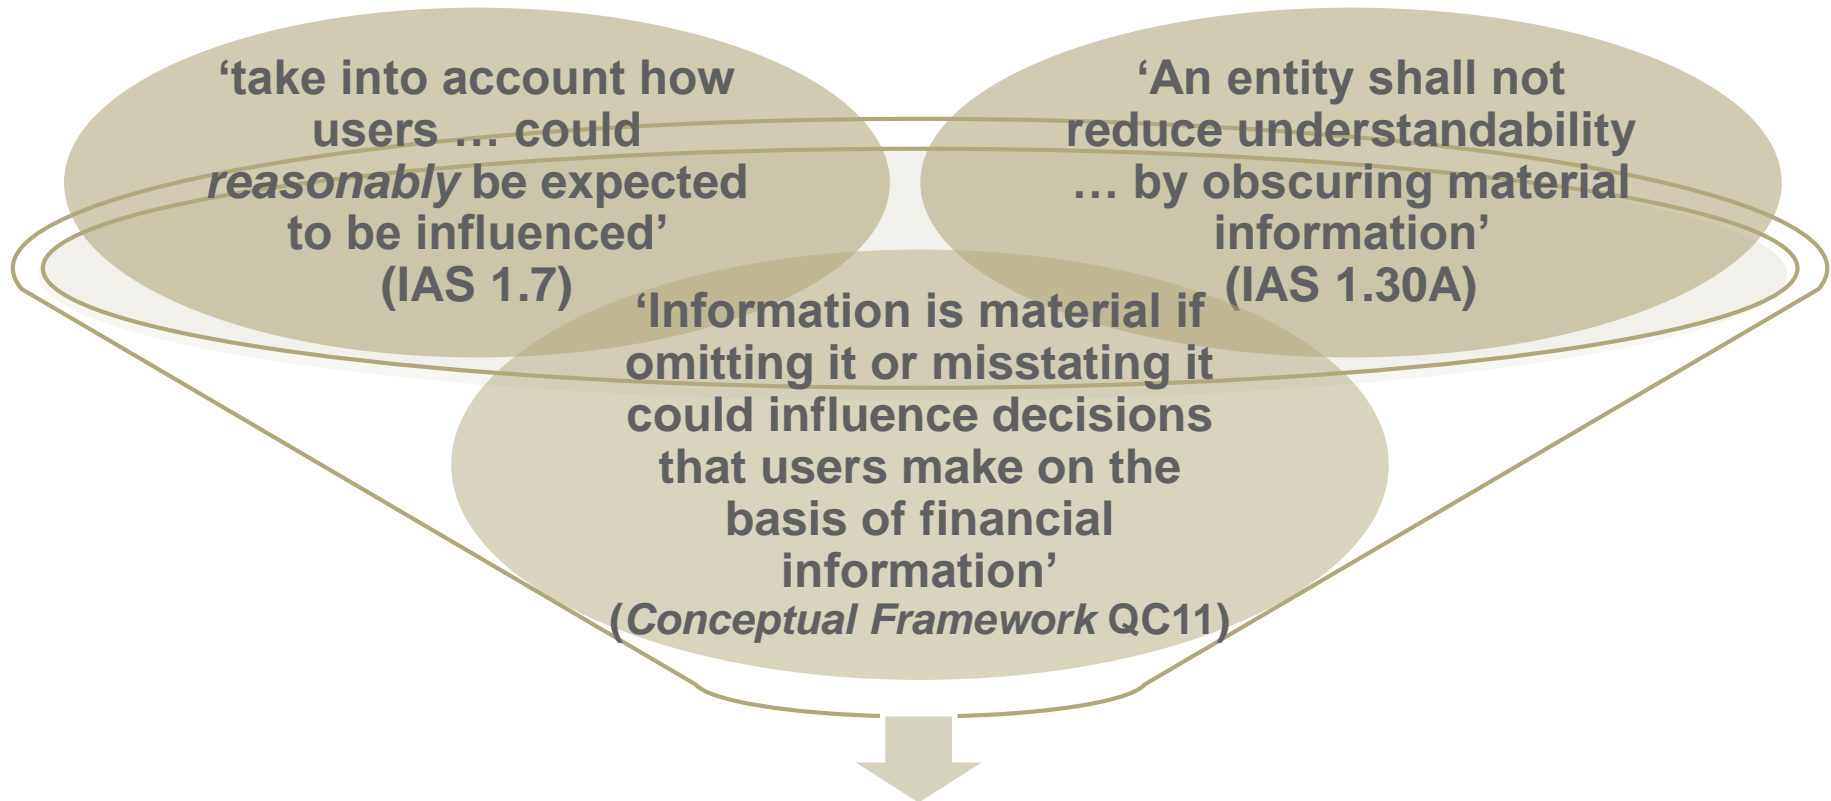 ‘take into account how
users … could
reasonably be expected
to be influenced’
(IAS 1.7)
‘An entity shall not
reduce understandability
… by obscuring material
information’
(IAS 1.30A)
‘Information is material if
omitting it or misstating it
could influence decisions
that users make on the
basis of financial
information’
(Conceptual Framework QC11)